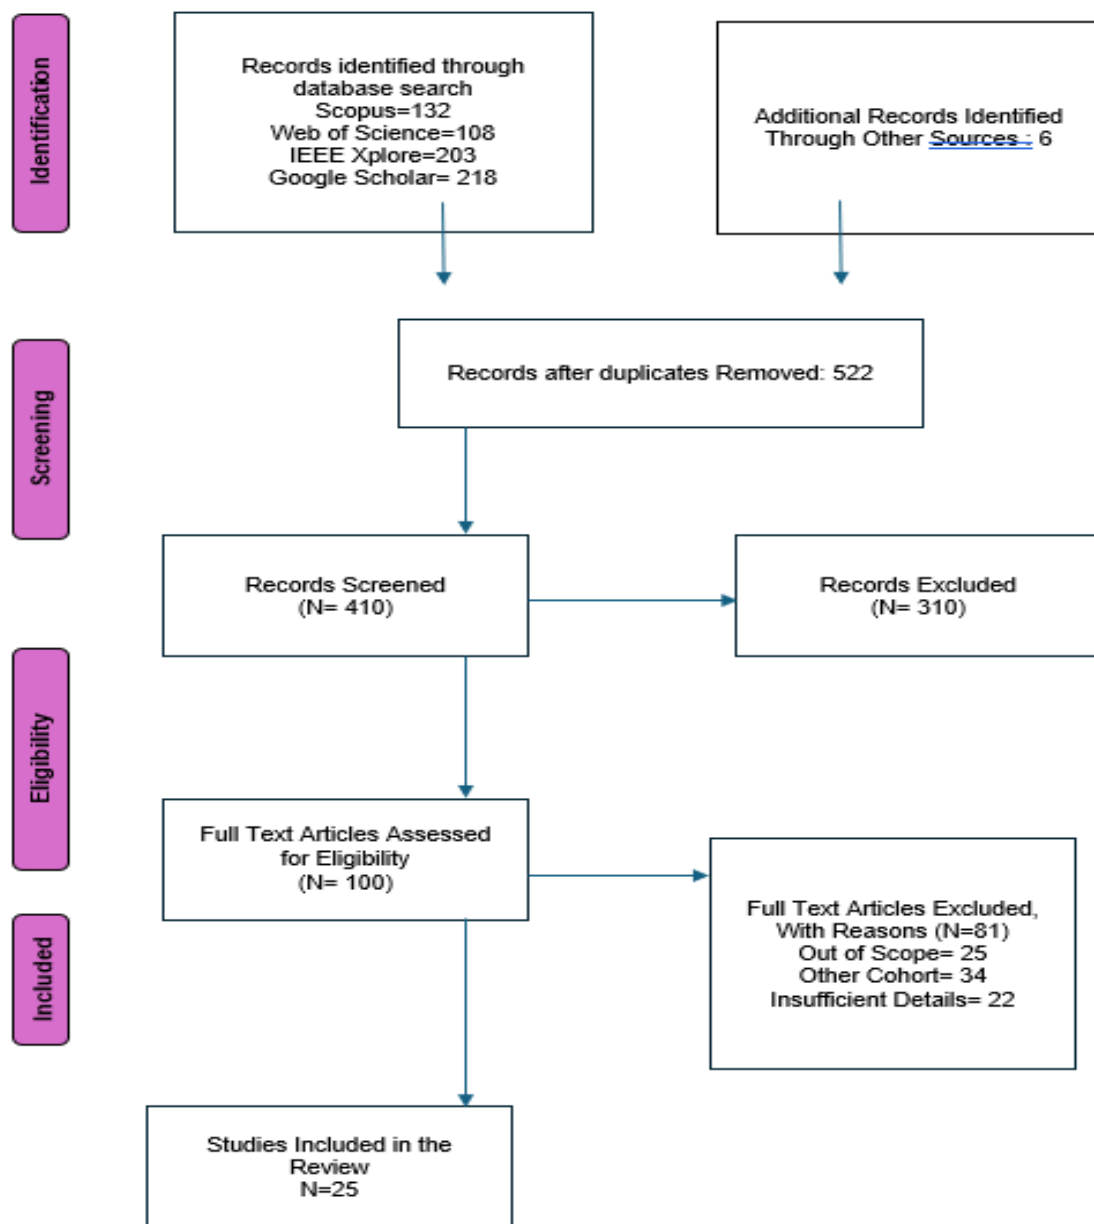 Identification
Records identified through
database search
Scopus=132
Web of Science=108
IEEE Xplore=203
Google Scholar= 218
Additional Records Identified
Through Other Sources : 6
Screening
Records after duplicates Removed: 522
Records Screened
(N= 410)
Records Excluded
(N= 310)
Eligibility
Full Text Articles Assessed
for Eligibility
(N= 100)
Full Text Articles Excluded,
With Reasons (N=81)
Out of Scope= 25
Other Cohort= 34
Insufficient Details= 22
Included
Studies Included in the
Review
N=25